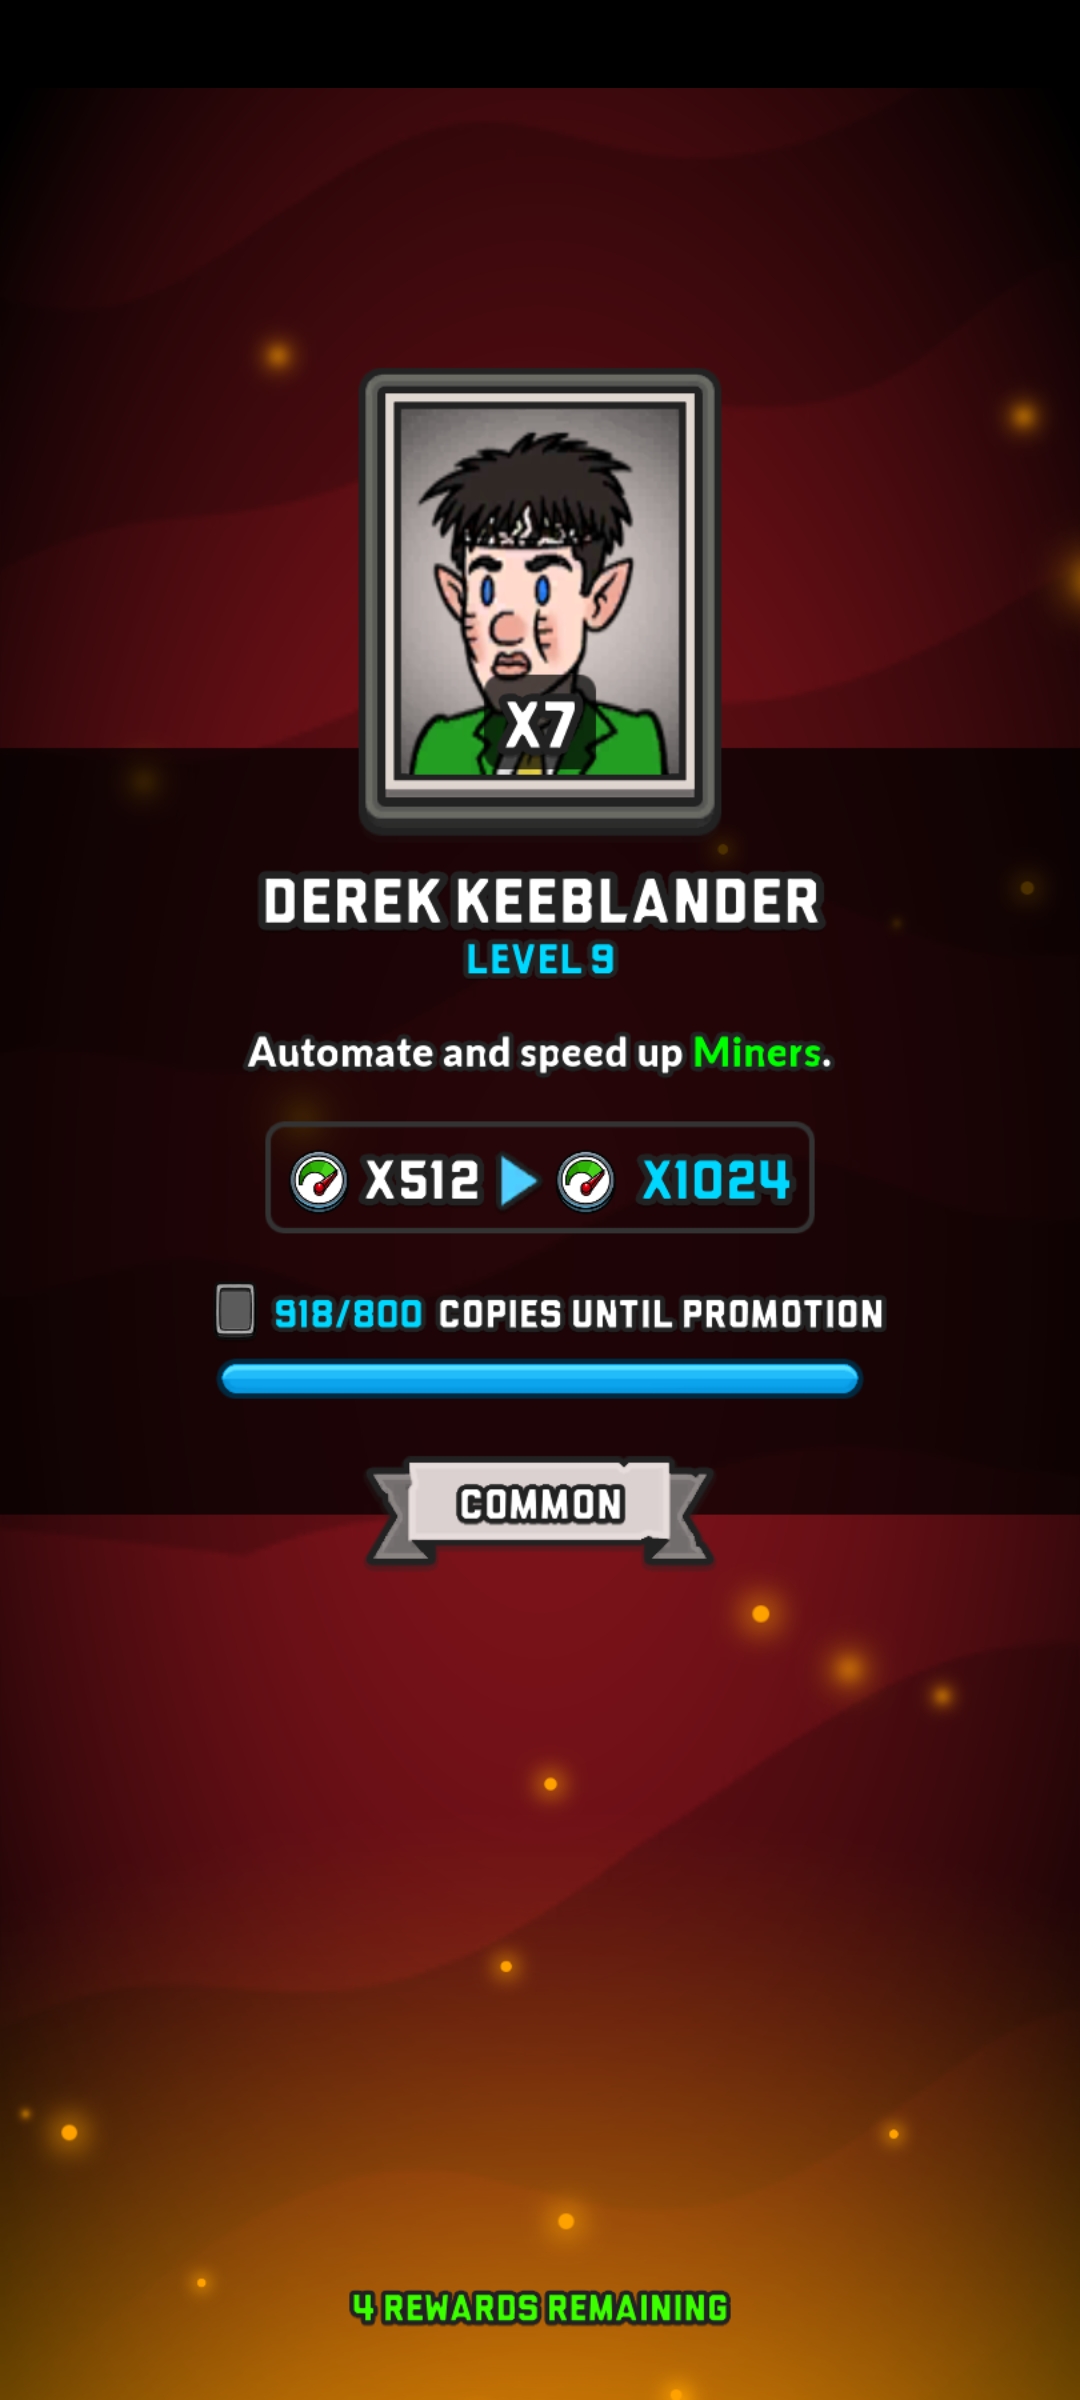 X7
DEREK KEEBLANDER
LEVEL 9
Automate and speed up Miners.
X512 X1024
918/800 COPIES UNTIL PROMOTION
COMMON
4 REWARDS REMAINING